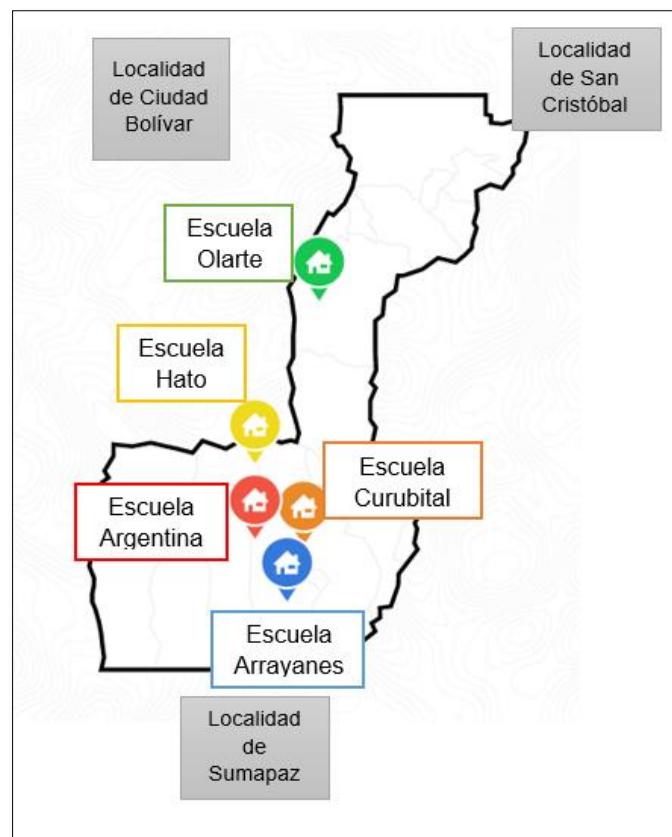 Localidad
de Ciudad
Bolívar
Localidad
de San
Cristóbal
Escuela
Olarte
Escuela
Hato
Escuela
Curubital
Escuela
Argentina
Escuela
Arrayanes
Localidad
de
Sumapaz